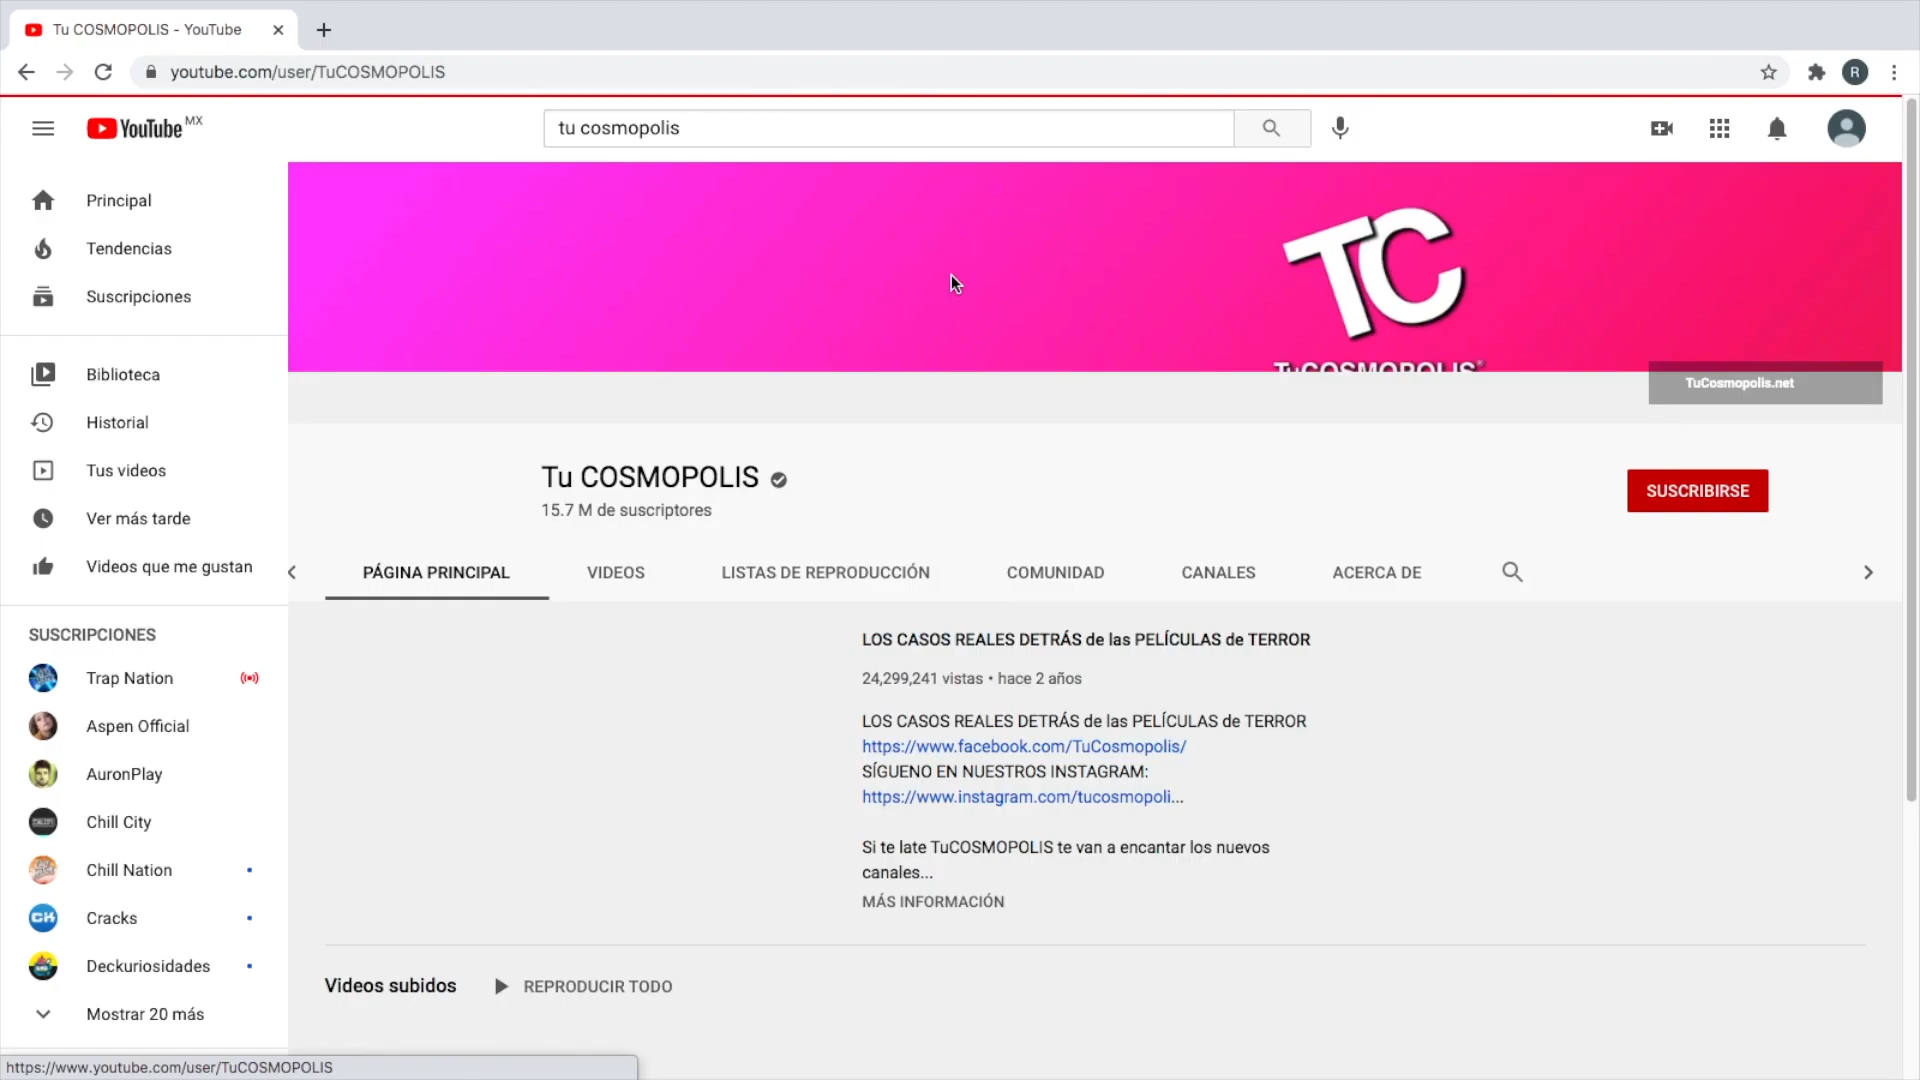 Tu COSMOPOLIS - YouTube
youtube.com/user/TuCOSMOPOLIS
R
YouTube MX
tu cosmopolis
Principal
Tendencias
Suscripciones
Biblioteca
Historial
Tus videos
Ver más tarde
Videos que me gustan
SUSCRIPCIONES
Trap Nation
Aspen Official
AuronPlay
Chill City
Chill Nation
Cracks
Deckuriosidades
Mostrar 20 más
TC
TuCOSMOPOLIS®
TuCosmopolis.net
Tu COSMOPOLIS
15.7 M de suscriptores
SUSCRIBIRSE
PÁGINA PRINCIPAL
VIDEOS
LISTAS DE REPRODUCCIÓN
COMUNIDAD
CANALES
ACERCA DE
LOS CASOS REALES DETRÁS de las PELÍCULAS de TERROR
24,299,241 vistas • hace 2 años
LOS CASOS REALES DETRÁS de las PELÍCULAS de TERROR
https://www.facebook.com/TuCosmopolis/
SÍGUENO EN NUESTROS INSTAGRAM:
https://www.instagram.com/tucosmopoli...
Si te late TuCOSMOPOLIS te van a encantar los nuevos
canales...
MÁS INFORMACIÓN
Videos subidos
REPRODUCIR TODO
https://www.youtube.com/user/TuCOSMOPOLIS